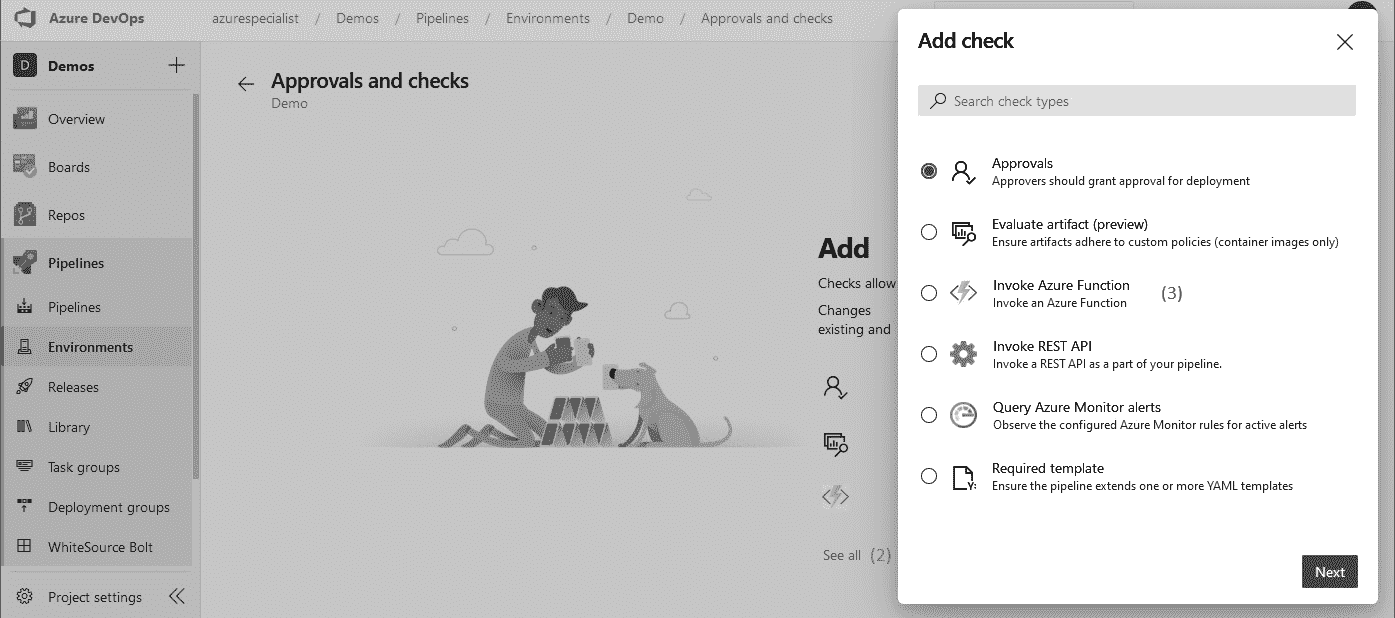 Azure DevOps
azurespecialist / Demos / Pipelines / Environments / Demo / Approvals and checks
D Demos
Overview
Boards
Repos
Pipelines
Pipelines
Environments
Releases
Library
Task groups
Deployment groups
WhiteSource Bolt
Project settings
Approvals and checks
Demo
Add
Checks allow
Changes
existing and
See all (2)
Add check
Search check types
Approvals
Approvers should grant approval for deployment
Evaluate artifact (preview)
Ensure artifacts adhere to custom policies (container images only)
Invoke Azure Function (3)
Invoke an Azure Function
Invoke REST API
Invoke a REST API as a part of your pipeline.
Query Azure Monitor alerts
Observe the configured Azure Monitor rules for active alerts
Required template
Ensure the pipeline extends one or more YAML templates
Next